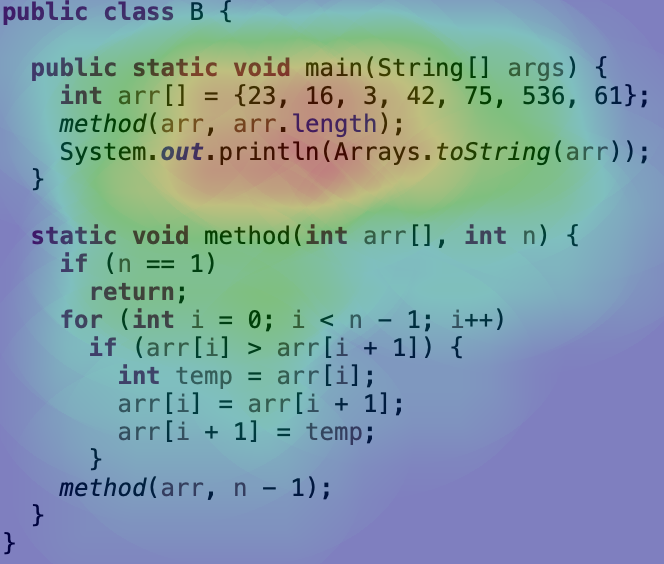 public class B {
  public static void main(String[] args) {
    int arr[] = {23, 16, 3, 42, 75, 536, 61};
    method(arr, arr.length);
    System.out.println(Arrays.toString(arr));
  }
  static void method(int arr[], int n) {
    if (n == 1)
      return;
    for (int i = 0; i < n - 1; i++)
      if (arr[i] > arr[i + 1]) {
        int temp = arr[i];
        arr[i] = arr[i + 1];
        arr[i + 1] = temp;
      }
    method(arr, n - 1);
  }
}